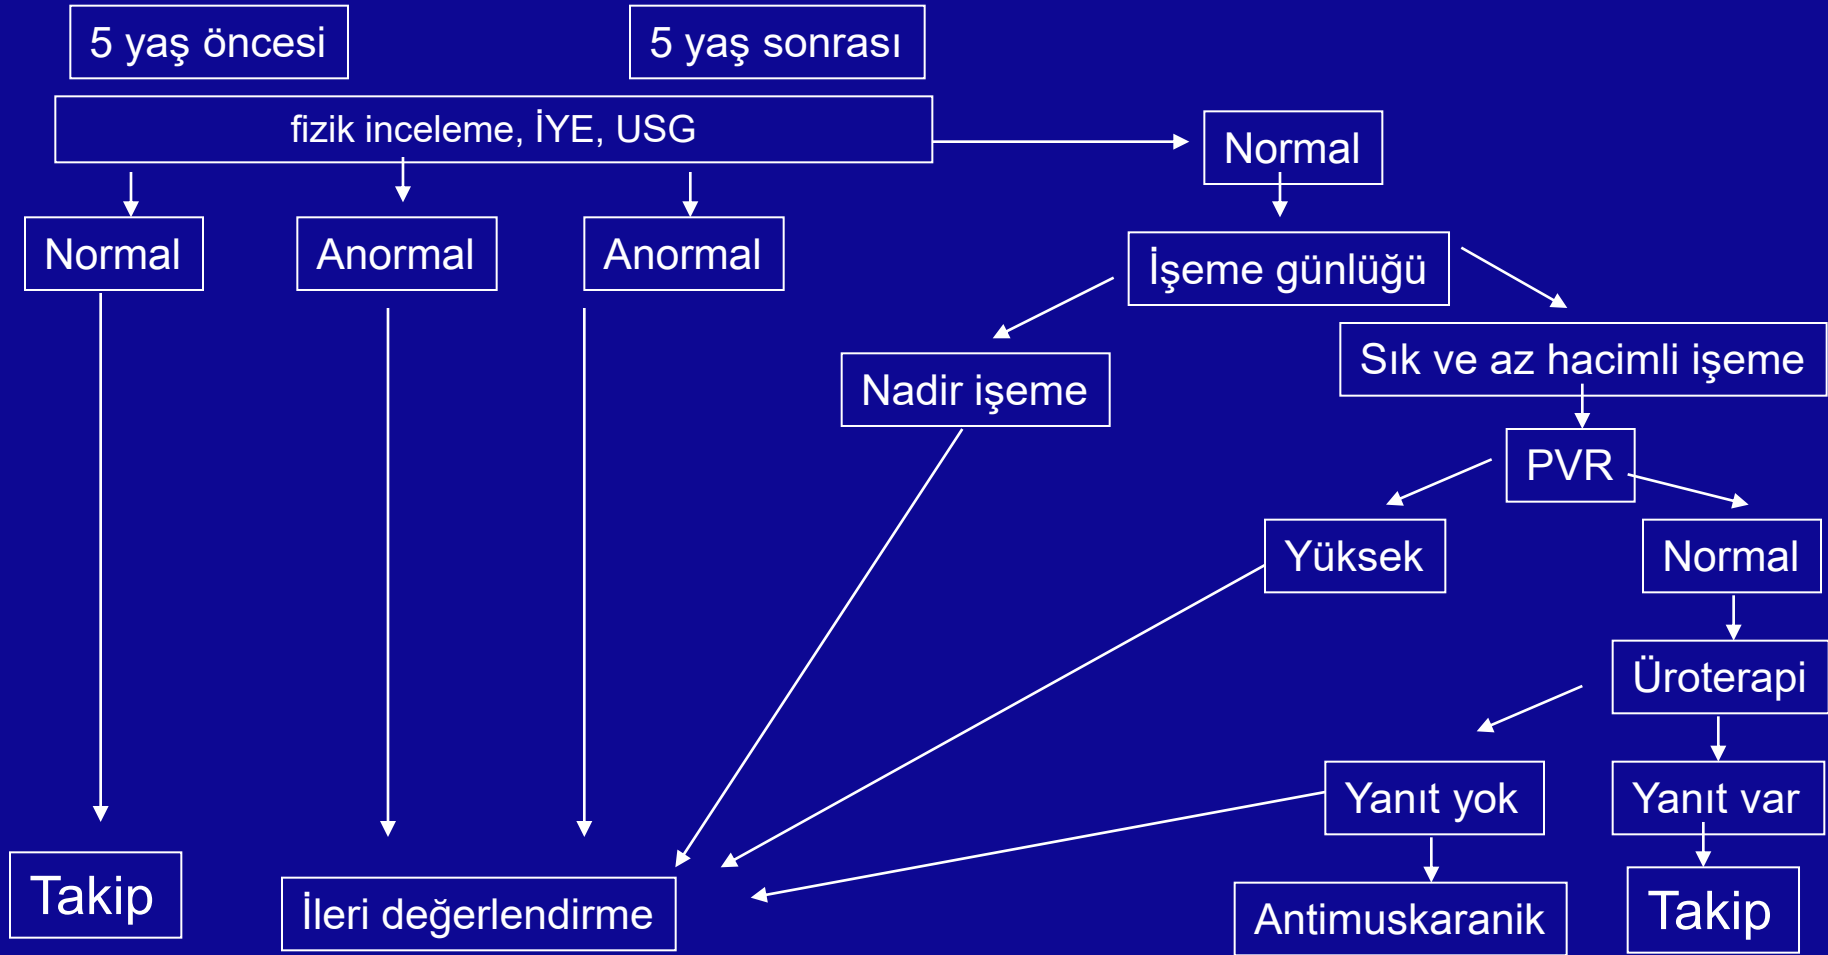 5 yaş öncesi
5 yaş sonrası
fizik inceleme, İYE, USG
Normal
Normal
Anormal
Anormal
İşeme günlüğü
Nadir işeme
Sık ve az hacimli işeme
PVR
Yüksek
Normal
Üroterapi
Yanıt yok
Yanıt var
Takip
İleri değerlendirme
Antimuskaranik
Takip